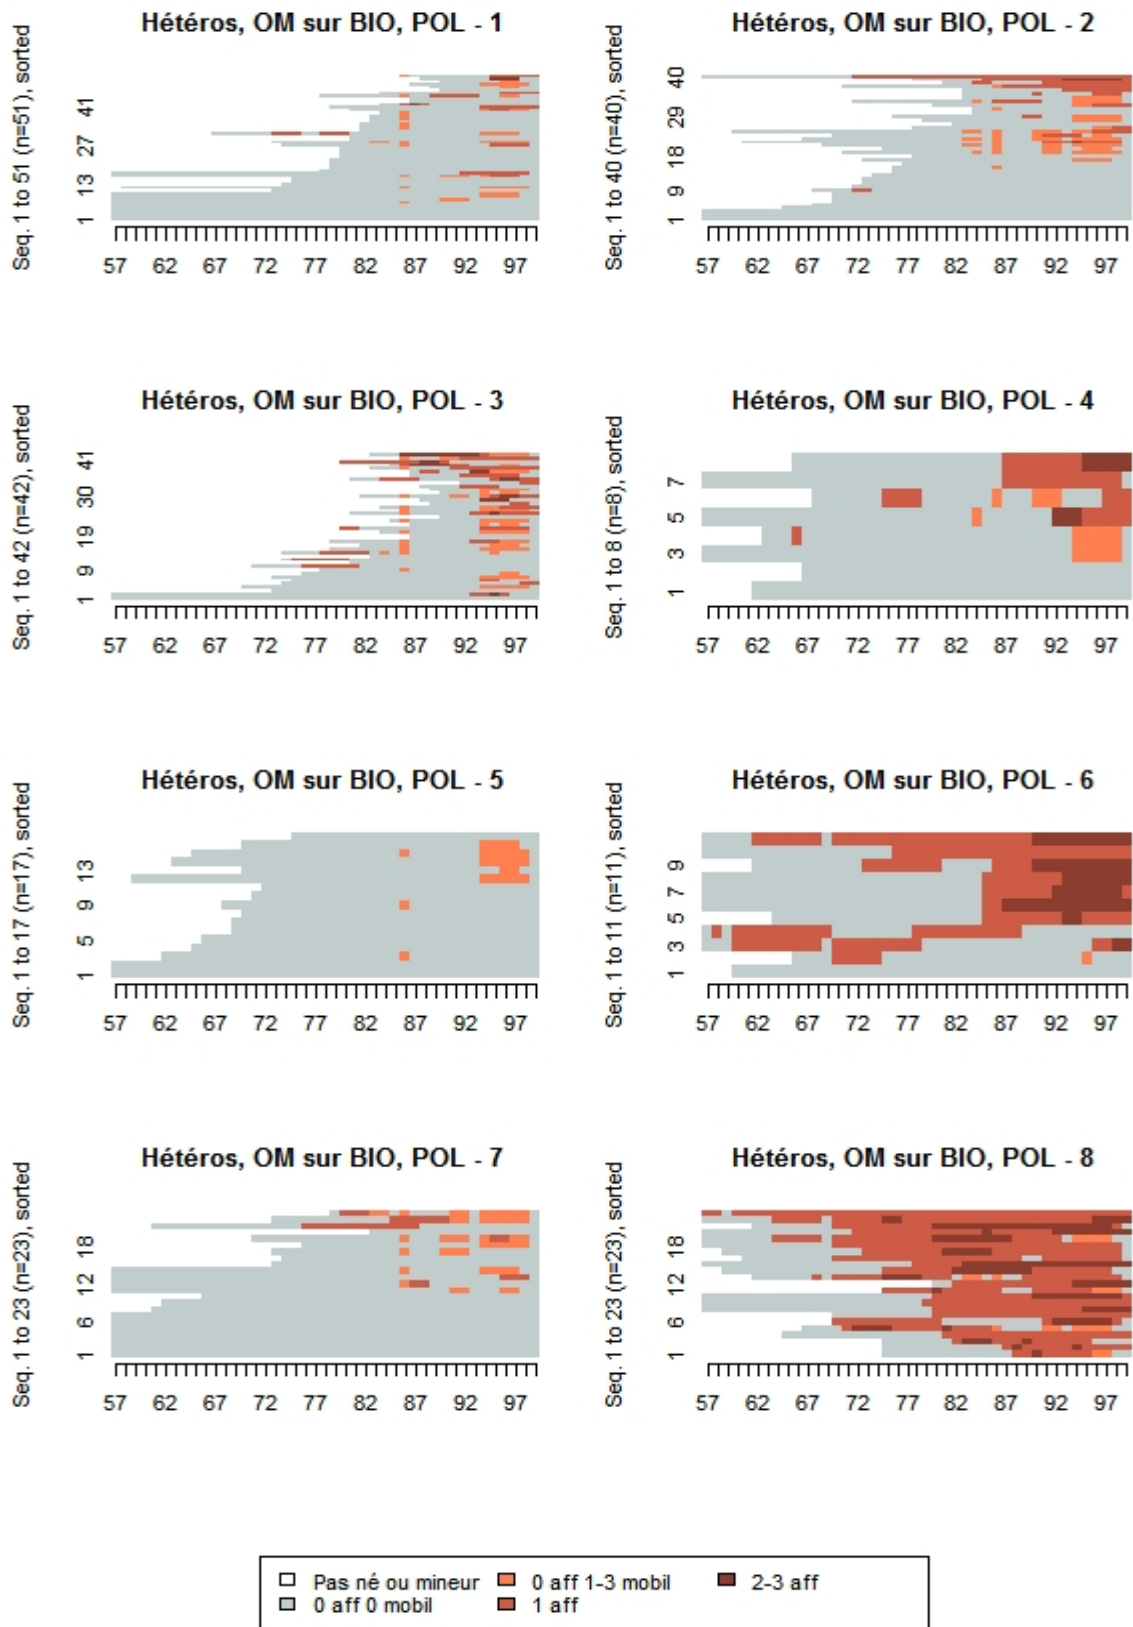 Hétéros, OM sur BIO, POL - 1
Seq. 1 to 51 (n=51), sorted
1 13 27 41
57 62 67 72 77 82 87 92 97
Hétéros, OM sur BIO, POL - 2
Seq. 1 to 40 (n=40), sorted
1 9 18 29 40
57 62 67 72 77 82 87 92 97
Hétéros, OM sur BIO, POL - 3
Seq. 1 to 42 (n=42), sorted
1 9 19 30 41
57 62 67 72 77 82 87 92 97
Hétéros, OM sur BIO, POL - 4
Seq. 1 to 8 (n=8), sorted
1 3 5 7
57 62 67 72 77 82 87 92 97
Hétéros, OM sur BIO, POL - 5
Seq. 1 to 17 (n=17), sorted
1 5 9 13
57 62 67 72 77 82 87 92 97
Hétéros, OM sur BIO, POL - 6
Seq. 1 to 11 (n=11), sorted
1 3 5 7 9
57 62 67 72 77 82 87 92 97
Hétéros, OM sur BIO, POL - 7
Seq. 1 to 23 (n=23), sorted
1 6 12 18
57 62 67 72 77 82 87 92 97
Hétéros, OM sur BIO, POL - 8
Seq. 1 to 23 (n=23), sorted
1 6 12 18
57 62 67 72 77 82 87 92 97
Pas né ou mineur 0 aff 1-3 mobil 2-3 aff
0 aff 0 mobil 1 aff